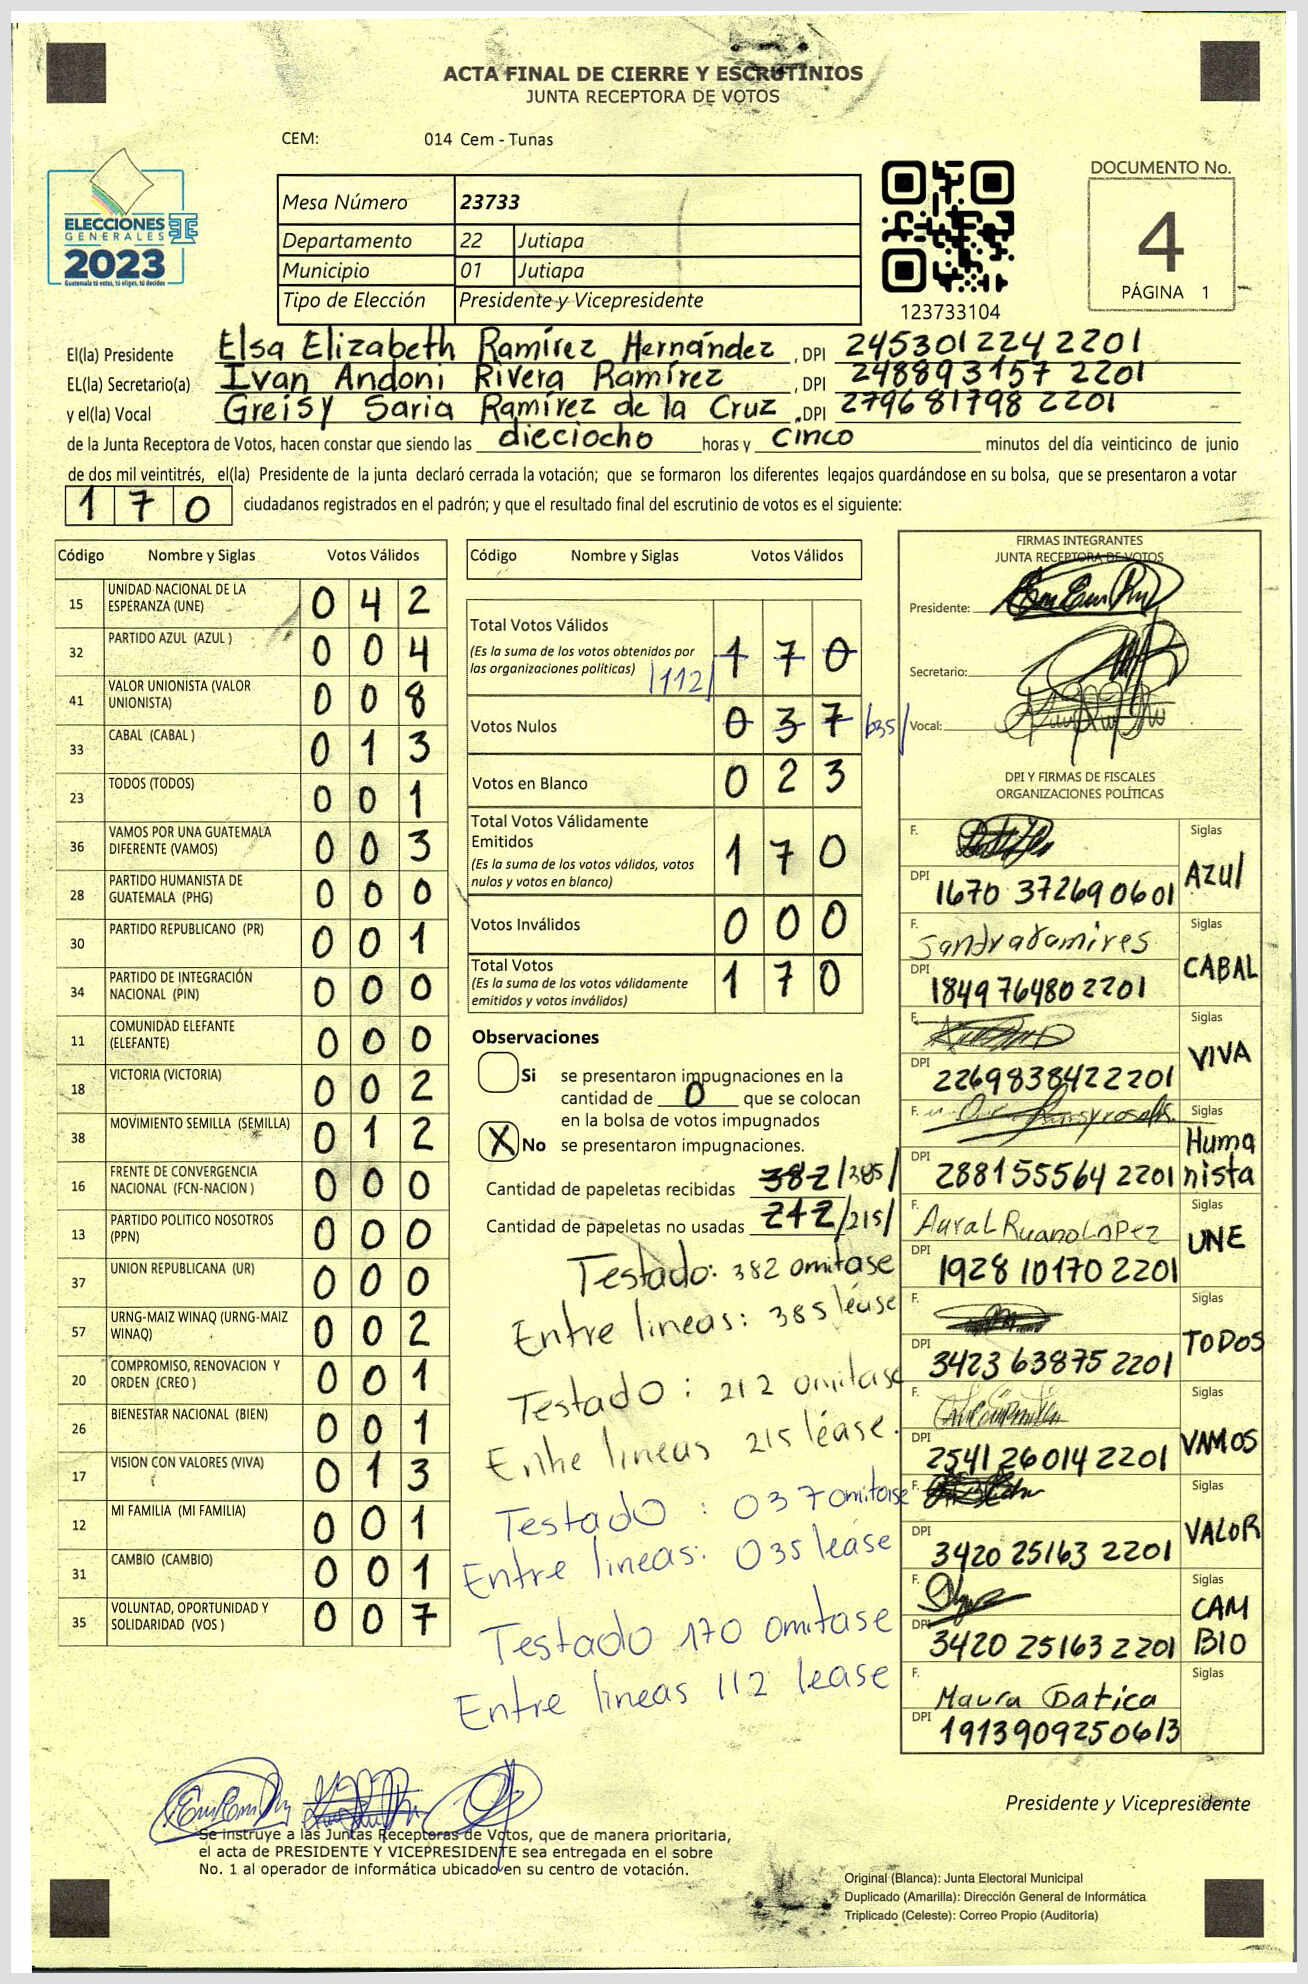 ACTA FINAL DE CIERRE Y ESCRUTINIOS
JUNTA RECEPTORA DE VOTOS
CEM: 014 Cem - Tunas
DOCUMENTO No.
4
PÁGINA 1
ELECCIONES
GENERALES
2023
Guatemala tú votas, tú eliges, tú decides
Mesa Número 23733
Departamento 22 Jutiapa
Municipio 01 Jutiapa
Tipo de Elección Presidente y Vicepresidente
123733104
El(la) Presidente Elsa Elizabeth Ramírez Hernández , DPI 245301224 2201
EL(la) Secretario(a) Ivan Andoni Rivera Ramírez , DPI 248893157 2201
y el(la) Vocal Greisy Saria Ramírez de la Cruz , DPI 279681798 2201
de la Junta Receptora de Votos, hacen constar que siendo las dieciocho horas y cinco minutos del día veinticinco de junio
de dos mil veintitrés, el(la) Presidente de la junta declaró cerrada la votación; que se formaron los diferentes legajos guardándose en su bolsa, que se presentaron a votar
170 ciudadanos registrados en el padrón; y que el resultado final del escrutinio de votos es el siguiente:
Código Nombre y Siglas Votos Válidos
15 UNIDAD NACIONAL DE LA ESPERANZA (UNE) 0 4 2
32 PARTIDO AZUL (AZUL ) 0 0 4
41 VALOR UNIONISTA (VALOR UNIONISTA) 0 0 8
33 CABAL (CABAL ) 0 1 3
23 TODOS (TODOS) 0 0 1
36 VAMOS POR UNA GUATEMALA DIFERENTE (VAMOS) 0 0 3
28 PARTIDO HUMANISTA DE GUATEMALA (PHG) 0 0 0
30 PARTIDO REPUBLICANO (PR) 0 0 1
34 PARTIDO DE INTEGRACIÓN NACIONAL (PIN) 0 0 0
11 COMUNIDAD ELEFANTE (ELEFANTE) 0 0 0
18 VICTORIA (VICTORIA) 0 0 2
38 MOVIMIENTO SEMILLA (SEMILLA) 0 1 2
16 FRENTE DE CONVERGENCIA NACIONAL (FCN-NACION ) 0 0 0
13 PARTIDO POLITICO NOSOTROS (PPN) 0 0 0
37 UNION REPUBLICANA (UR) 0 0 0
57 URNG-MAIZ WINAQ (URNG-MAIZ WINAQ) 0 0 2
20 COMPROMISO, RENOVACION Y ORDEN (CREO ) 0 0 1
26 BIENESTAR NACIONAL (BIEN) 0 0 1
17 VISION CON VALORES (VIVA) 0 1 3
12 MI FAMILIA (MI FAMILIA) 0 0 1
31 CAMBIO (CAMBIO) 0 0 1
35 VOLUNTAD, OPORTUNIDAD Y SOLIDARIDAD (VOS ) 0 0 7
Código Nombre y Siglas Votos Válidos
Total Votos Válidos
(Es la suma de los votos obtenidos por
las organizaciones políticas) /112/ 1 7 0
Votos Nulos 0 3 7 /035/
Votos en Blanco 0 2 3
Total Votos Válidamente
Emitidos 1 7 0
(Es la suma de los votos válidos, votos
nulos y votos en blanco)
Votos Inválidos 0 0 0
Total Votos 1 7 0
(Es la suma de los votos válidamente
emitidos y votos inválidos)
Observaciones
Si se presentaron impugnaciones en la
cantidad de 0 que se colocan
en la bolsa de votos impugnados
X No se presentaron impugnaciones.
Cantidad de papeletas recibidas 382 /385/
Cantidad de papeletas no usadas 212 /215/
Testado: 382 omitase
Entre lineas: 385 léase
Testado : 212 omitase
Entre lineas 215 léase.
Testado : 037 omitase
Entre lineas: 035 léase
Testado 170 omitase
Entre lineas 112 lease
FIRMAS INTEGRANTES
JUNTA RECEPTORA DE VOTOS
Presidente:
Secretario:
Vocal:
DPI Y FIRMAS DE FISCALES
ORGANIZACIONES POLÍTICAS
F. Siglas
DPI 1670 37269 0601 AZUl
F. Sandra ramires Siglas
DPI 1849 76480 2201 CABAL
F. Siglas
DPI 2269838422201 VIVA
F. Siglas
DPI 288155564 2201 Humanista
F. Aura L Ruano Lopez Siglas
DPI 1928 10170 2201 UNE
F. Siglas
DPI 3423 63875 2201 TODOS
F. Siglas
DPI 2541 26014 2201 VAMOS
F. Siglas
DPI 3420 25163 2201 VALOR
F. Siglas
DPI 3420 25163 2201 CAMBIO
F. Maura Gatica Siglas
DPI 1913909250613
Presidente y Vicepresidente
Se instruye a las Juntas Receptoras de Votos, que de manera prioritaria,
el acta de PRESIDENTE Y VICEPRESIDENTE sea entregada en el sobre
No. 1 al operador de informática ubicado en su centro de votación.
Original (Blanca): Junta Electoral Municipal
Duplicado (Amarilla): Dirección General de Informática
Triplicado (Celeste): Correo Propio (Auditoría)